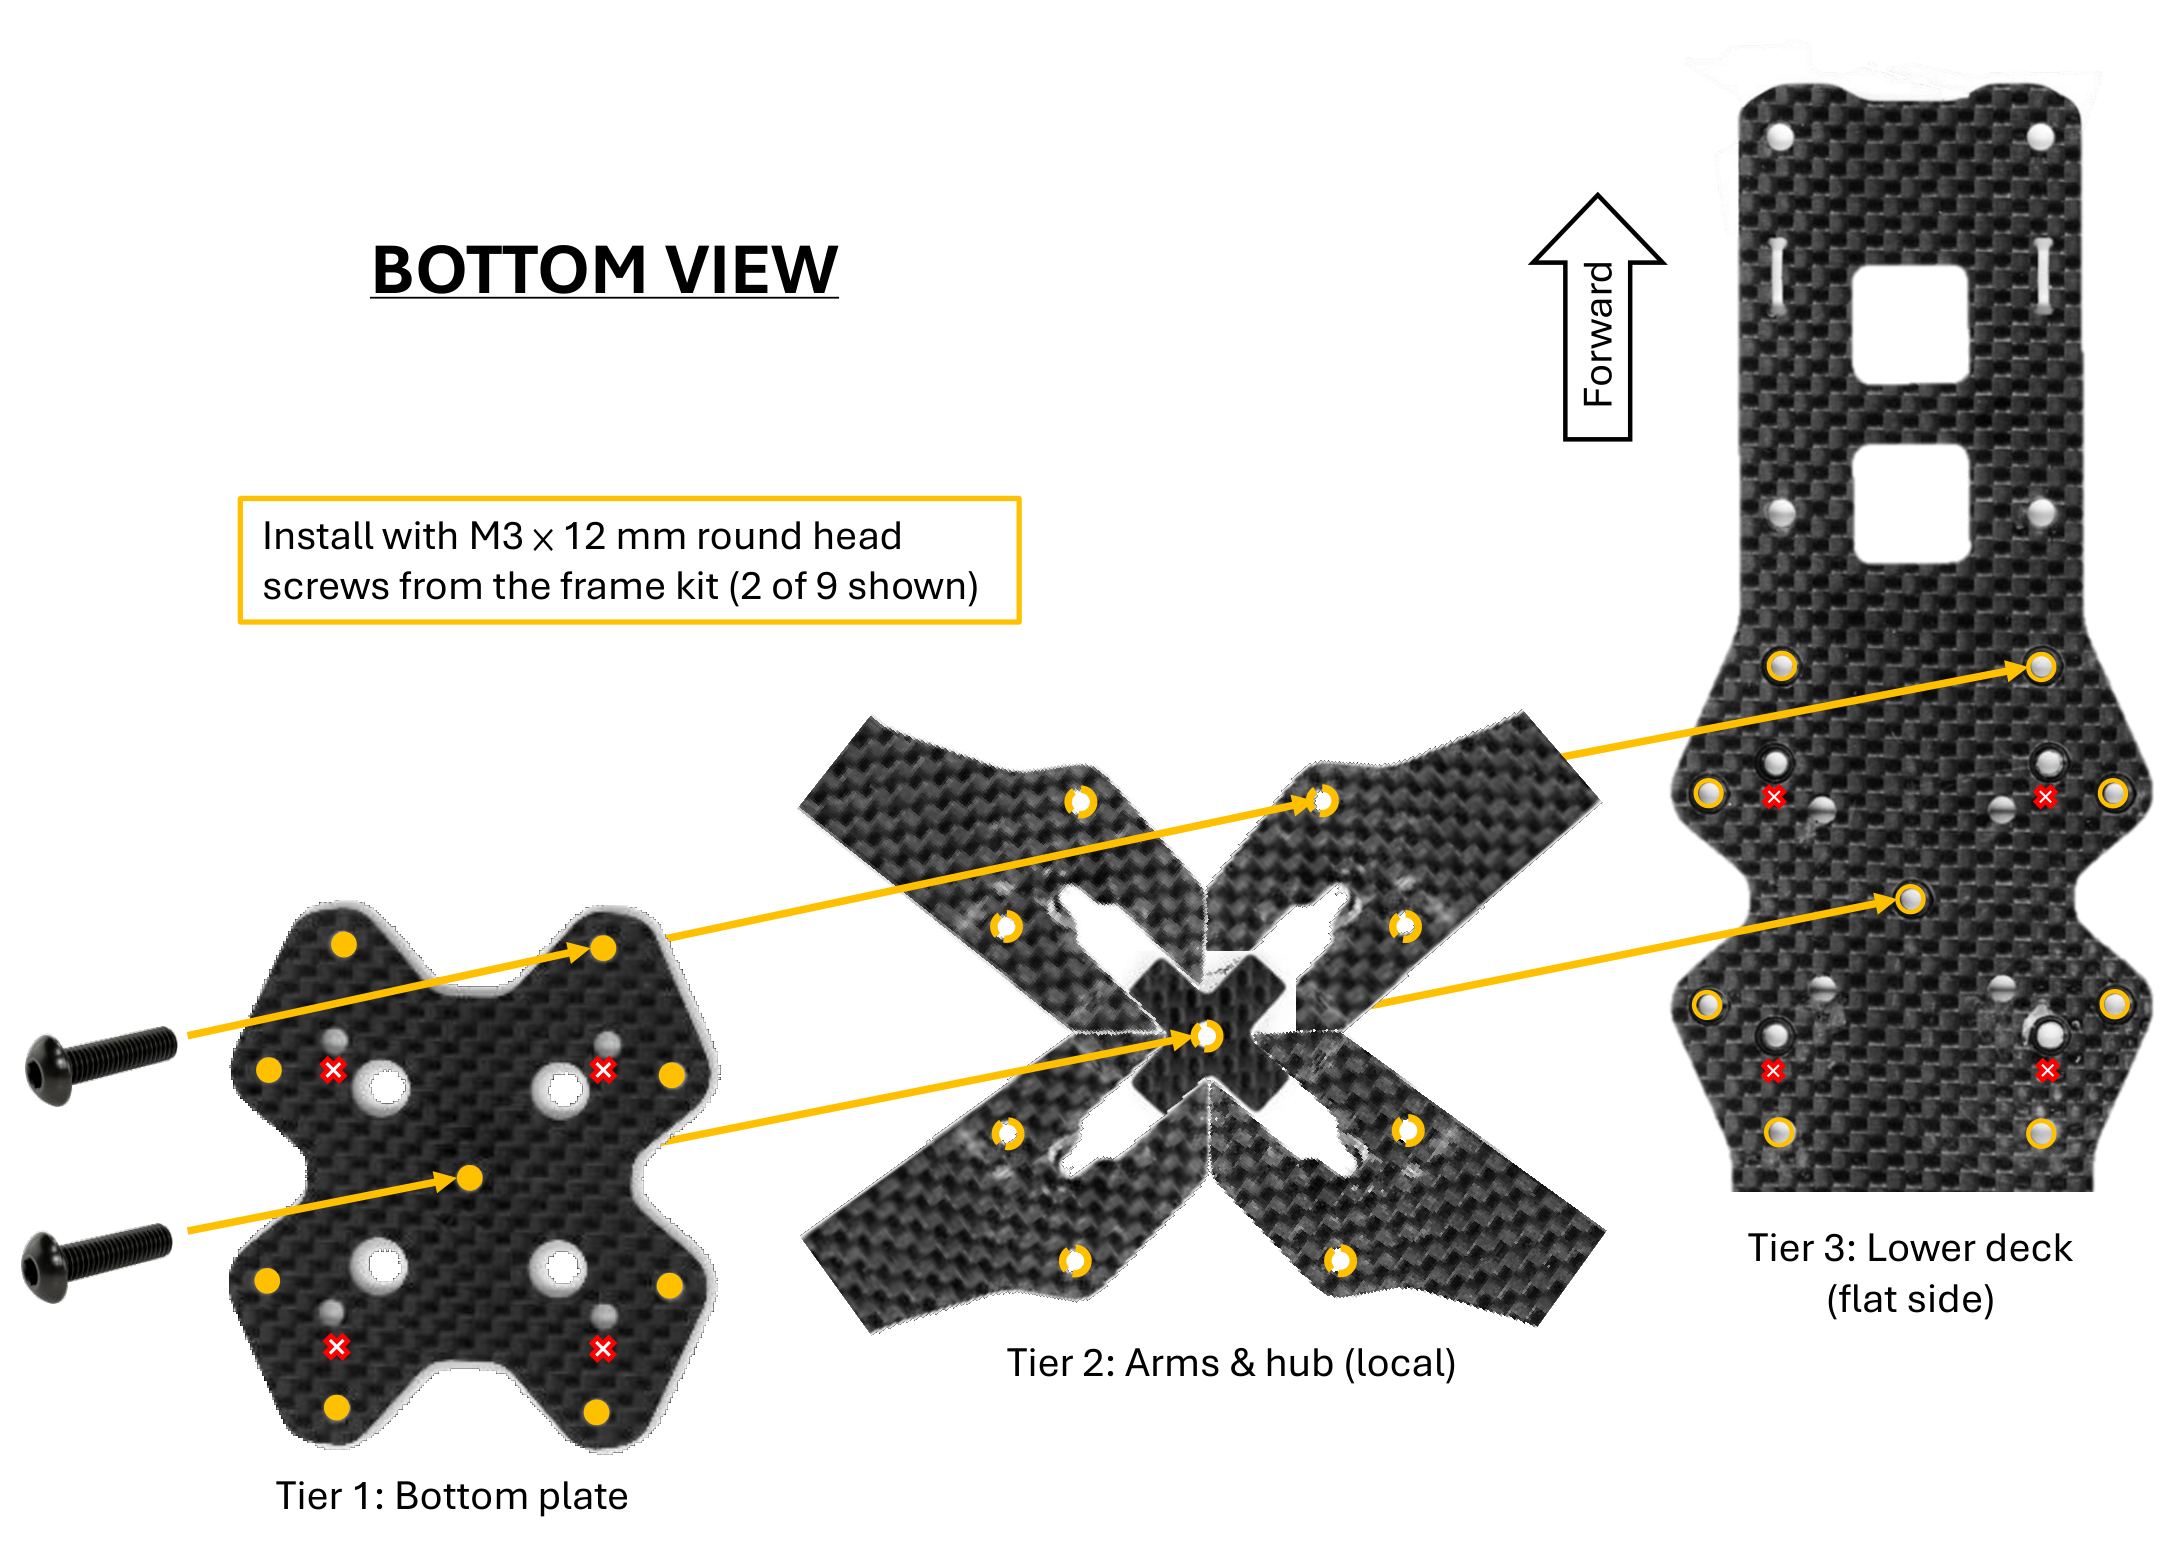 BOTTOM VIEW
Forward
Install with M3 x 12 mm round head
screws from the frame kit (2 of 9 shown)
Tier 3: Lower deck
(flat side)
Tier 2: Arms & hub (local)
Tier 1: Bottom plate